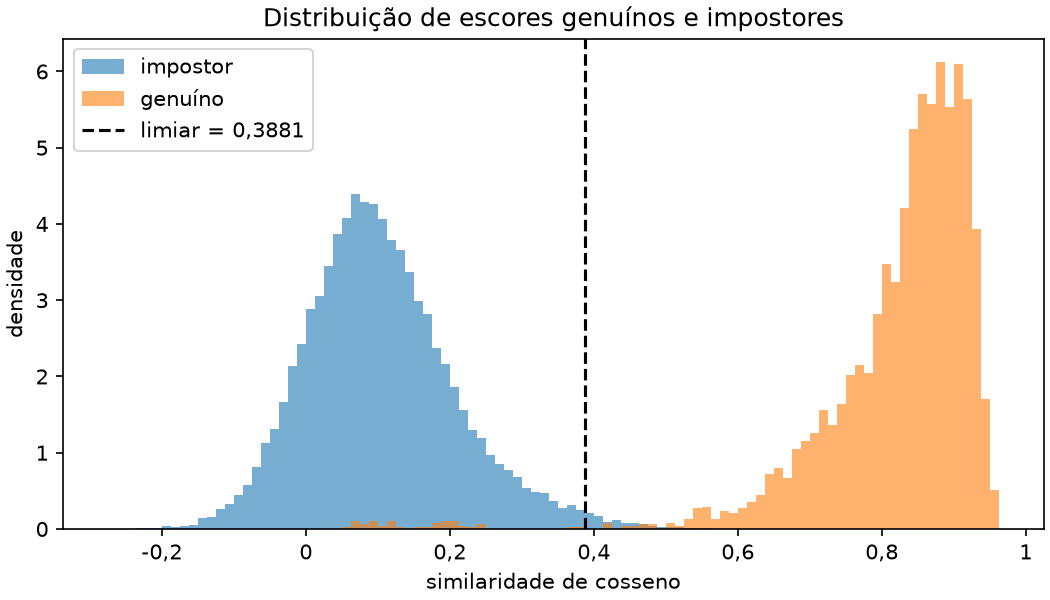 Distribuição de escores genuínos e impostores
impostor
genuíno
limiar = 0,3881
densidade
6
5
4
3
2
1
0
-0,2 0 0,2 0,4 0,6 0,8 1
similaridade de cosseno